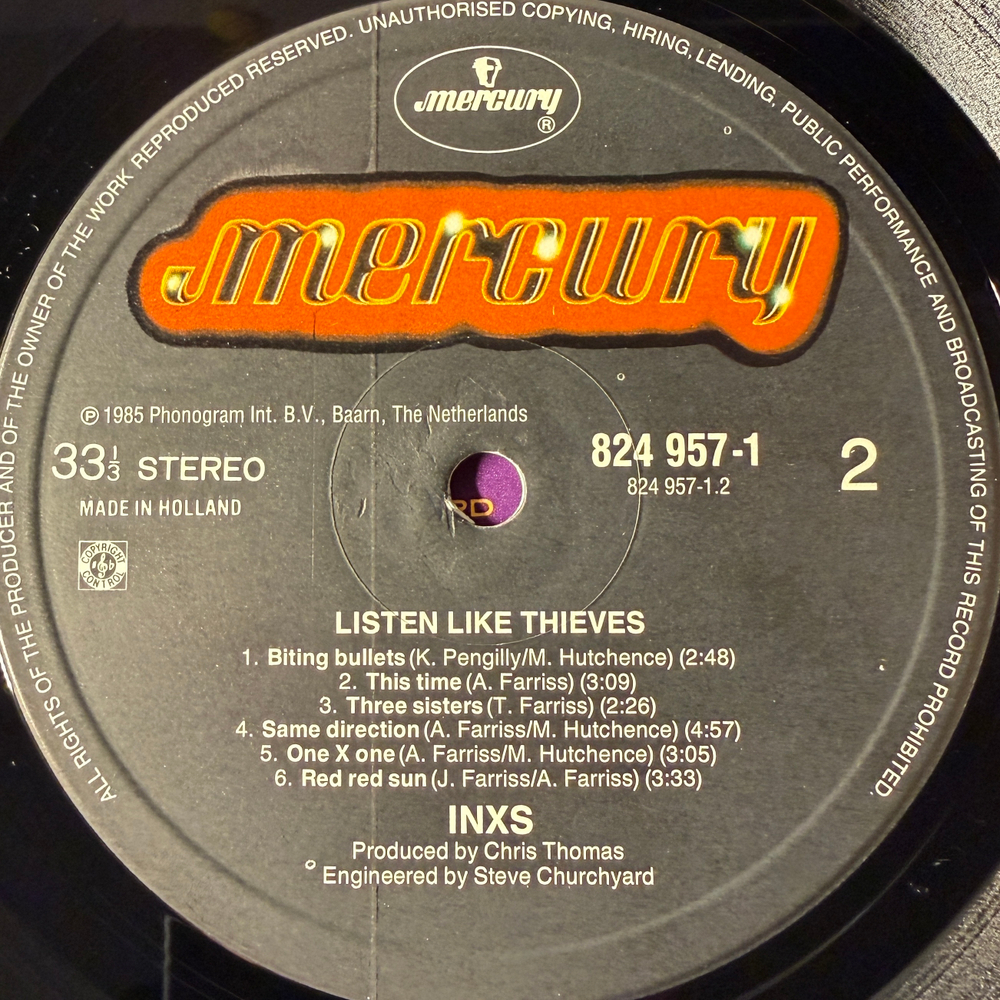 ALL RIGHTS OF THE PRODUCER AND OF THE OWNER OF THE WORK REPRODUCED RESERVED. UNAUTHORISED COPYING, HIRING, LENDING, PUBLIC PERFORMANCE AND BROADCASTING OF THIS RECORD PROHIBITED.
mercury
®
mercury
℗ 1985 Phonogram Int. B.V., Baarn, The Netherlands
33⅓ STEREO
MADE IN HOLLAND
COPYRIGHT CONTROL
824 957-1
824 957-1.2
2
RD
LISTEN LIKE THIEVES
1. Biting bullets (K. Pengilly/M. Hutchence) (2:48)
2. This time (A. Farriss) (3:09)
3. Three sisters (T. Farriss) (2:26)
4. Same direction (A. Farriss/M. Hutchence) (4:57)
5. One X one (A. Farriss/M. Hutchence) (3:05)
6. Red red sun (J. Farriss/A. Farriss) (3:33)
INXS
Produced by Chris Thomas
Engineered by Steve Churchyard